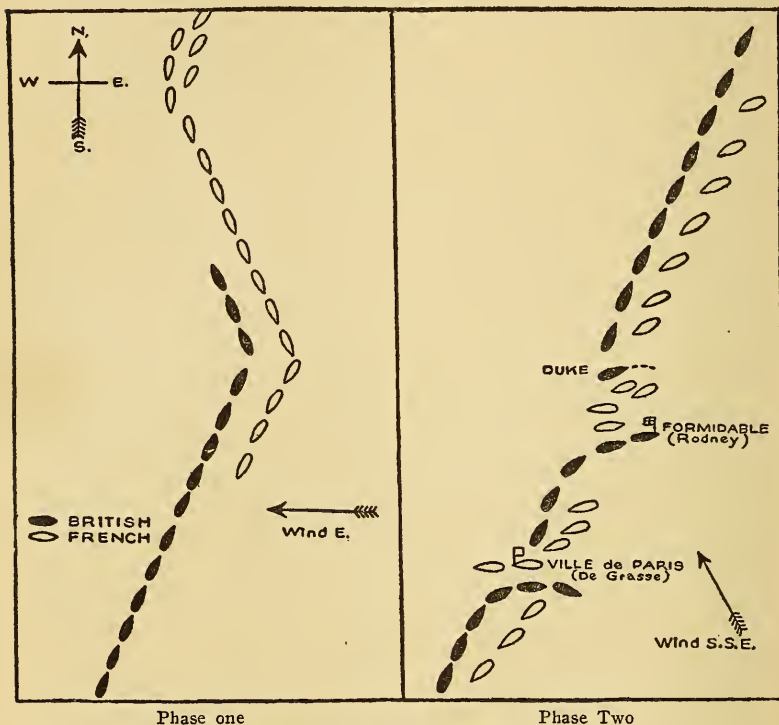 N.
W E.
S.
BRITISH
FRENCH
Wind E.
DUKE
FORMIDABLE
(Rodney)
VILLE de PARIS
(De Grasse)
Wind S.S.E.
Phase one
Phase Two